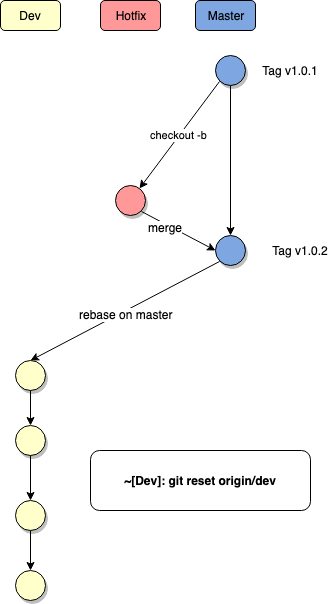 Dev
Hotfix
Master
Tag v1.0.1
checkout -b
merge
Tag v1.0.2
rebase on master
~[Dev]: git reset origin/dev